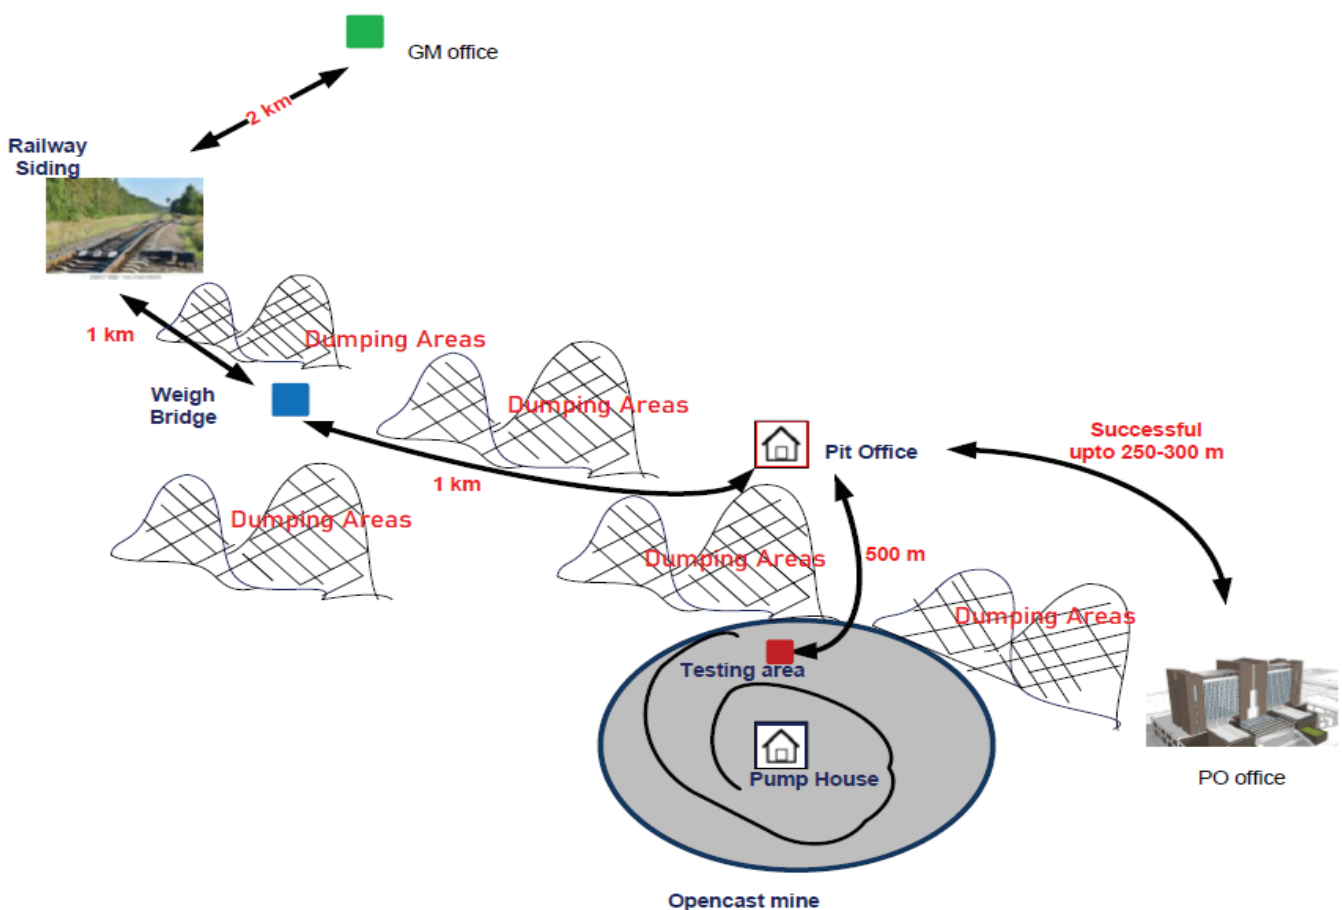 GM office
2 km
Railway
Siding
1 km
Dumping Areas
Weigh
Bridge
Dumping Areas
Successful
upto 250-300 m
Pit Office
1 km
Dumping Areas
Dumping Areas
500 m
Dumping Areas
Testing area
Pump House
PO office
Opencast mine